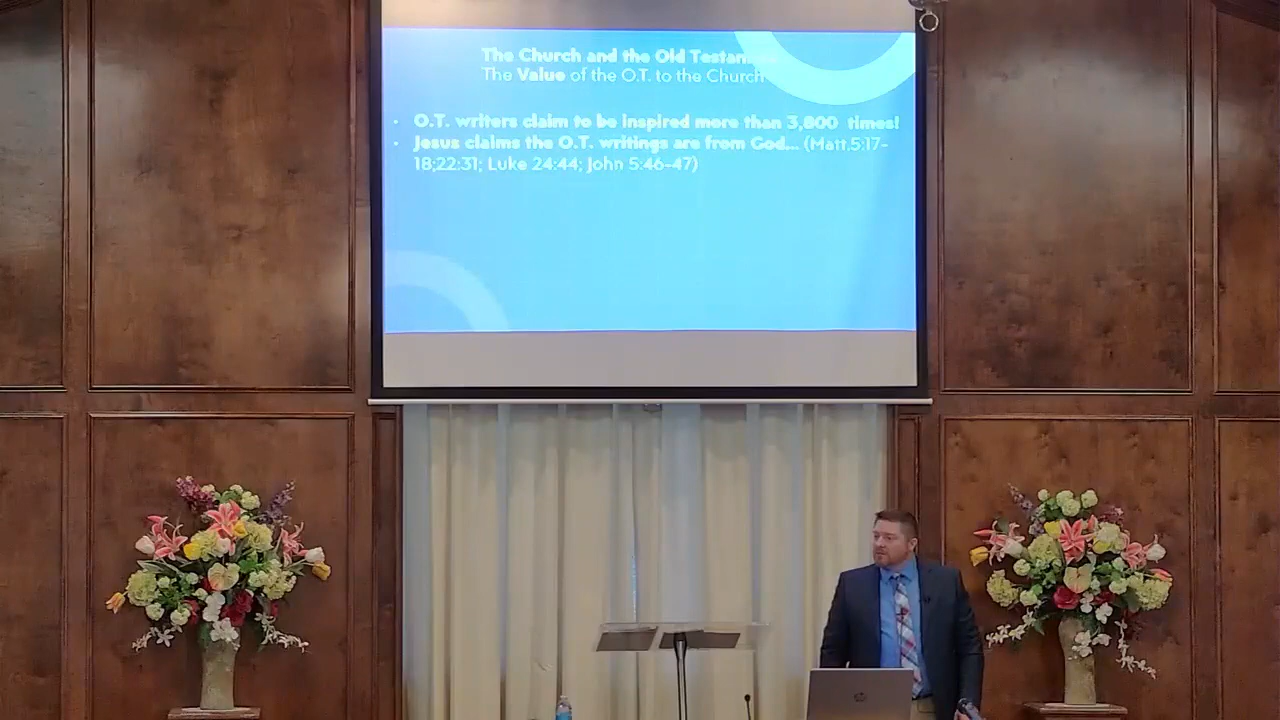 The Church and the Old
The Value of the O.T. to the Church
• O.T. writers claim to be inspired more than 3,800 times!
• Jesus claims the O.T. writings are from God... (Matt.5:17-
18;22:31; Luke 24:44; John 5:46-47)